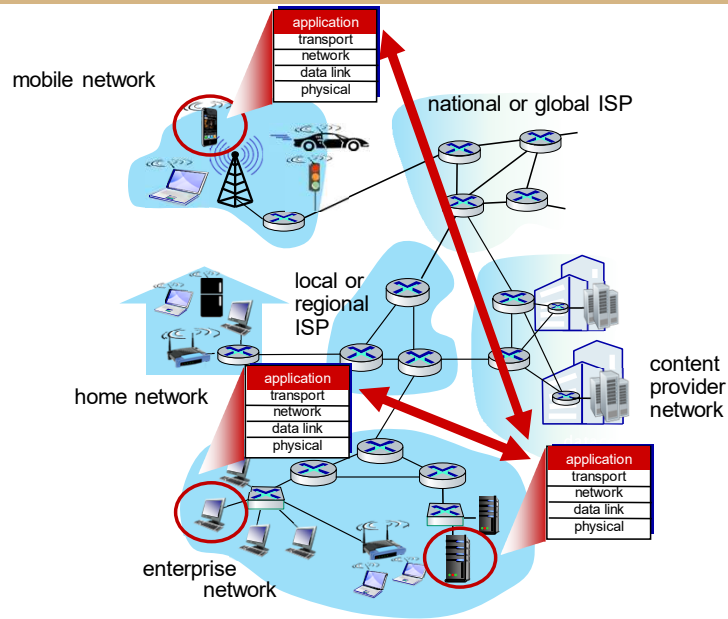 application
transport
network
data link
physical
mobile network
national or global ISP
local or
regional
ISP
home network
application
transport
network
data link
physical
content
provider
network
application
transport
network
data link
physical
enterprise
network